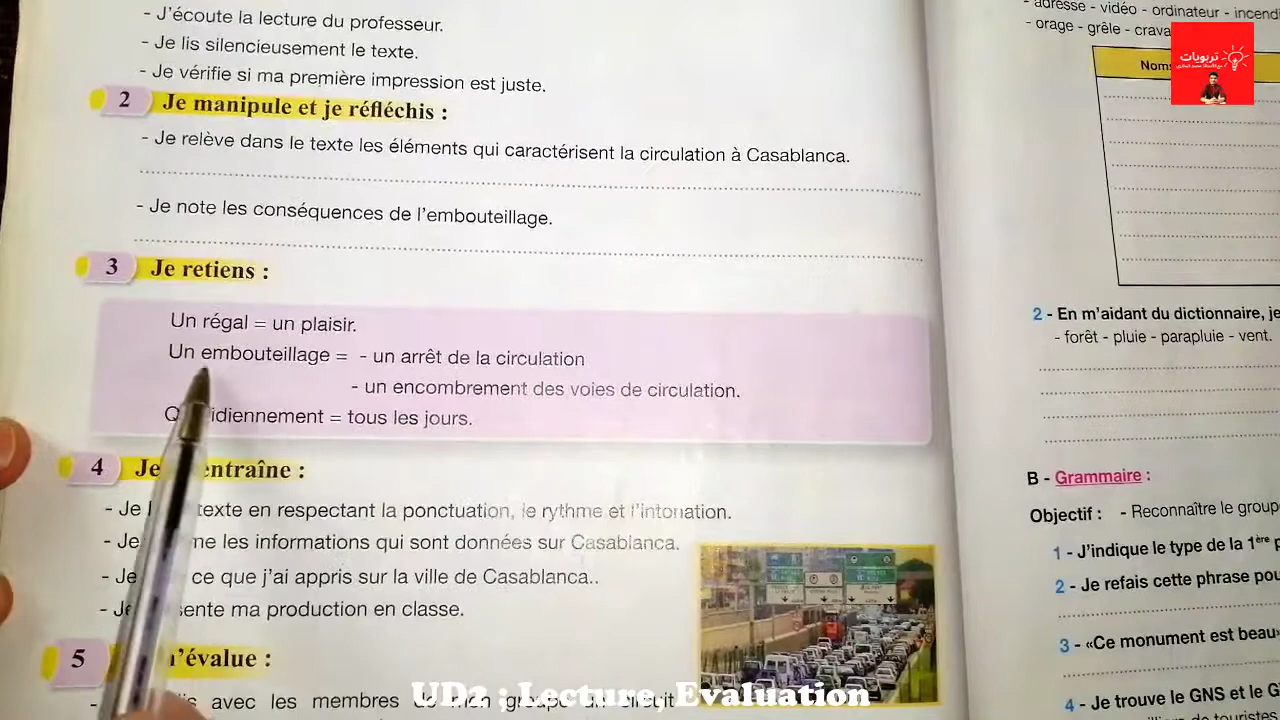 - J'écoute la lecture du professeur.
- Je lis silencieusement le texte.
- Je vérifie si ma première impression est juste.
2 Je manipule et je réfléchis :
- Je relève dans le texte les éléments qui caractérisent la circulation à Casablanca.
- Je note les conséquences de l'embouteillage.
3 Je retiens :
Un régal = un plaisir.
Un embouteillage = - un arrêt de la circulation
- un encombrement des voies de circulation.
= tous les jours.
4 Je entraîne :
- Je texte en respectant la ponctuation, le rythme et l'intonation.
- Je les informations qui sont données sur Casablanca.
- Je ce que j'ai appris sur la ville de Casablanca..
- Je ma production en classe.
5 évalue :
avec les membres
- adresse - vidéo - ordinateur
- orage - grêle
Noms
2 - En m'aidant du dictionnaire, je
- forêt - pluie - parapluie - vent.
B - Grammaire :
Objectif : - Reconnaître le
1 - J'indique le type de la 1ère
2 - Je refais cette phrase
3 - «Ce monument est beau»
4 - Je trouve le GNS et le
de touristes
تربويات
UD2 ; Lecture, Evaluation